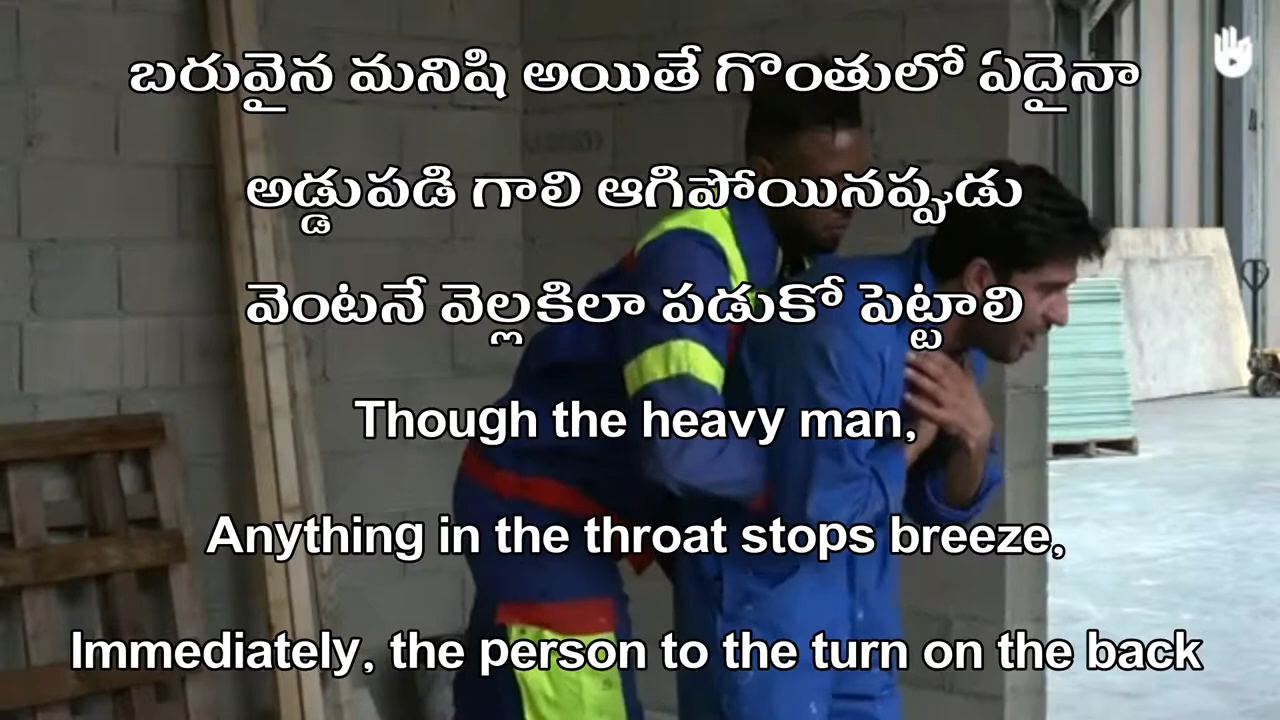 బరువైన మనిషి అయితే గొంతులో ఏదైనా
అడ్డుపడి గాలి ఆగిపోయినప్పుడు
వెంటనే వెల్లకిలా పడుకో పెట్టాలి
Though the heavy man,
Anything in the throat stops breeze,
Immediately, the person to the turn on the back